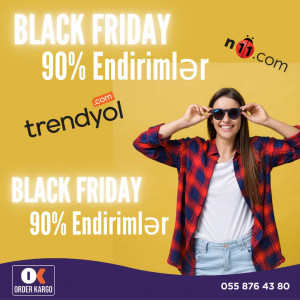 BLACK FRIDAY
90% Endirimlər
n11.com
.com
trendyol
BLACK FRIDAY
90% Endirimlər
OK
ORDER KARGO
055 876 43 80